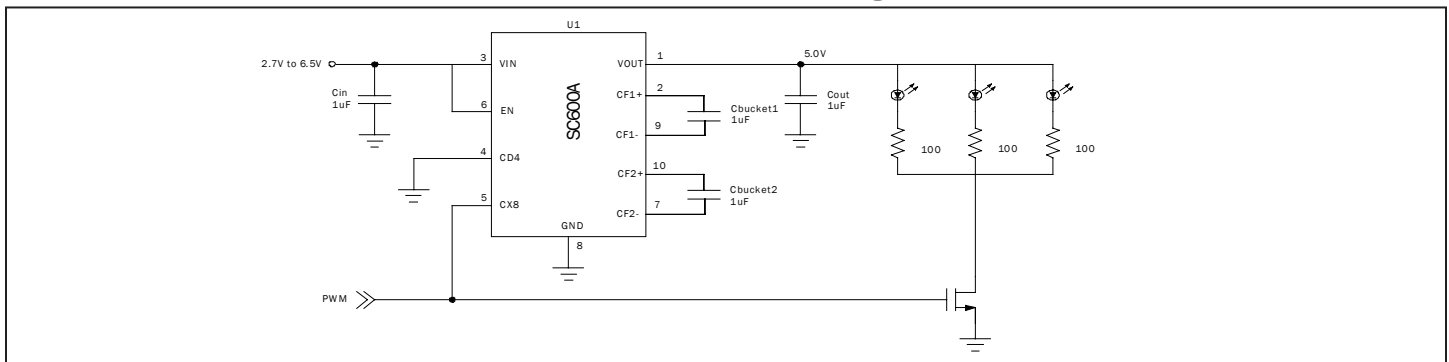 U1
2.7V to 6.5V
3
VIN
VOUT
1
5.0V
Cin
1uF
6
EN
CF1+
2
Cbucket1
1uF
Cout
1uF
SC600A
CF1-
9
100
100
100
4
CD4
CF2+
10
5
CX8
Cbucket2
1uF
CF2-
7
GND
8
PWM